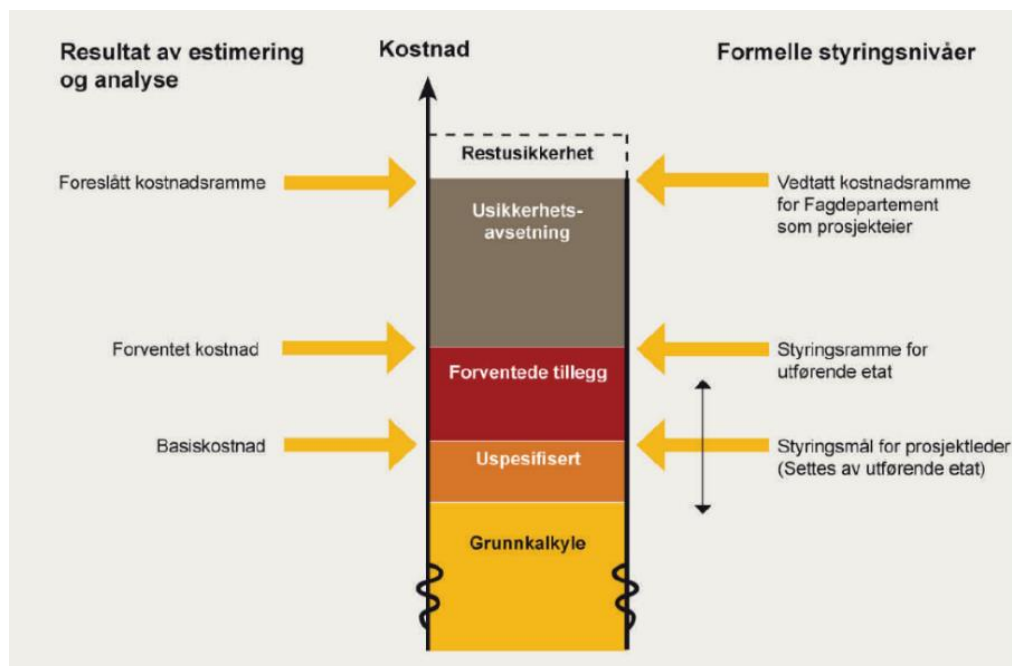 Resultat av estimering
og analyse
Kostnad
Formelle styringsnivåer
Restusikkerhet
Foreslått kostnadsramme
Vedtatt kostnadsramme
for Fagdepartement
som prosjekteier
Usikkerhets-
avsetning
Forventet kostnad
Styringsramme for
utførende etat
Forventede tillegg
Basiskostnad
Styringsmål for prosjektleder
(Settes av utførende etat)
Uspesifisert
Grunnkalkyle